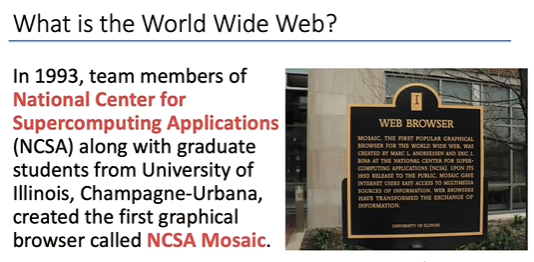 What is the World Wide Web?
In 1993, team members of
National Center for
Supercomputing Applications
(NCSA) along with graduate
students from University of
Illinois, Champagne-Urbana,
created the first graphical
browser called NCSA Mosaic.
I
WEB BROWSER
MOSAIC, THE FIRST POPULAR GRAPHICAL
BROWSER FOR THE WORLD WIDE WEB, WAS
CREATED BY MARC L. ANDREESSEN AND ERIC J.
BINA AT THE NATIONAL CENTER FOR SUPER-
COMPUTING APPLICATIONS (NCSA). UPON ITS
1993 RELEASE TO THE PUBLIC, MOSAIC GAVE
INTERNET USERS EASY ACCESS TO MULTIMEDIA
SOURCES OF INFORMATION. WEB BROWSERS
HAVE TRANSFORMED THE EXCHANGE OF
INFORMATION.
UNIVERSITY OF ILLINOIS